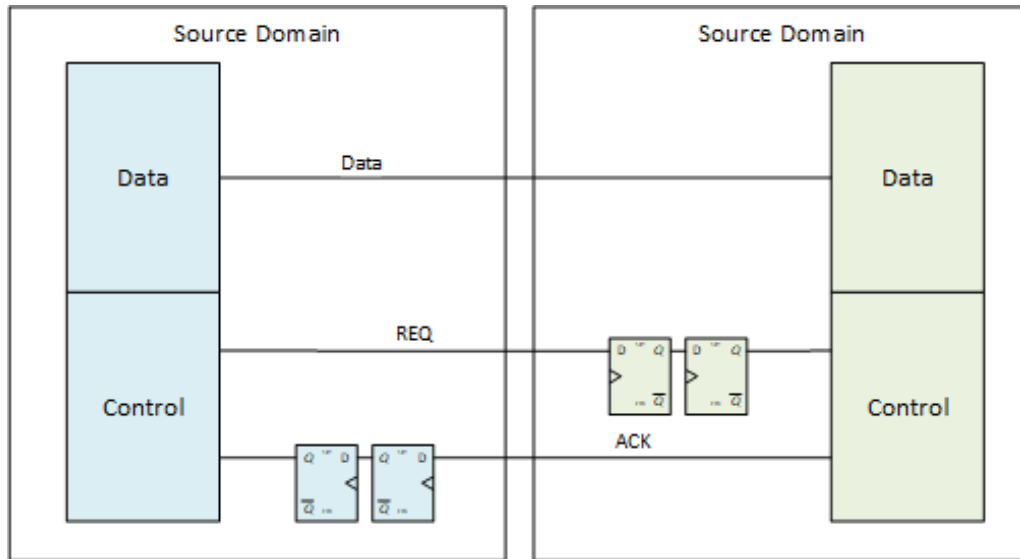 Source Domain
Source Domain
Data
Data
Data
REQ
D Q D Q
Q Q
Control
Control
ACK
Q D Q D
Q Q